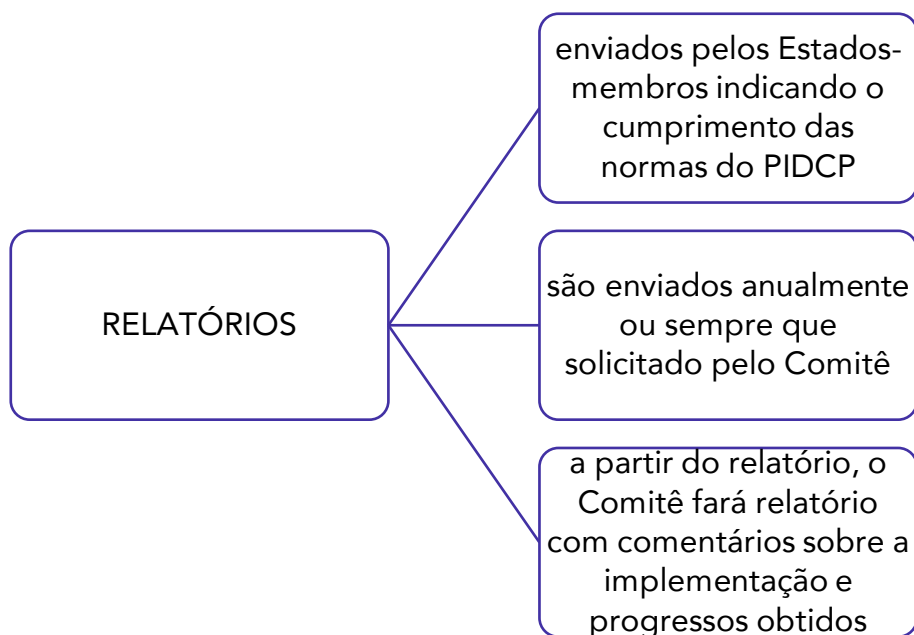 enviados pelos Estados-
membros indicando o
cumprimento das
normas do PIDCP
RELATÓRIOS
são enviados anualmente
ou sempre que
solicitado pelo Comitê
a partir do relatório, o
Comitê fará relatório
com comentários sobre a
implementação e
progressos obtidos